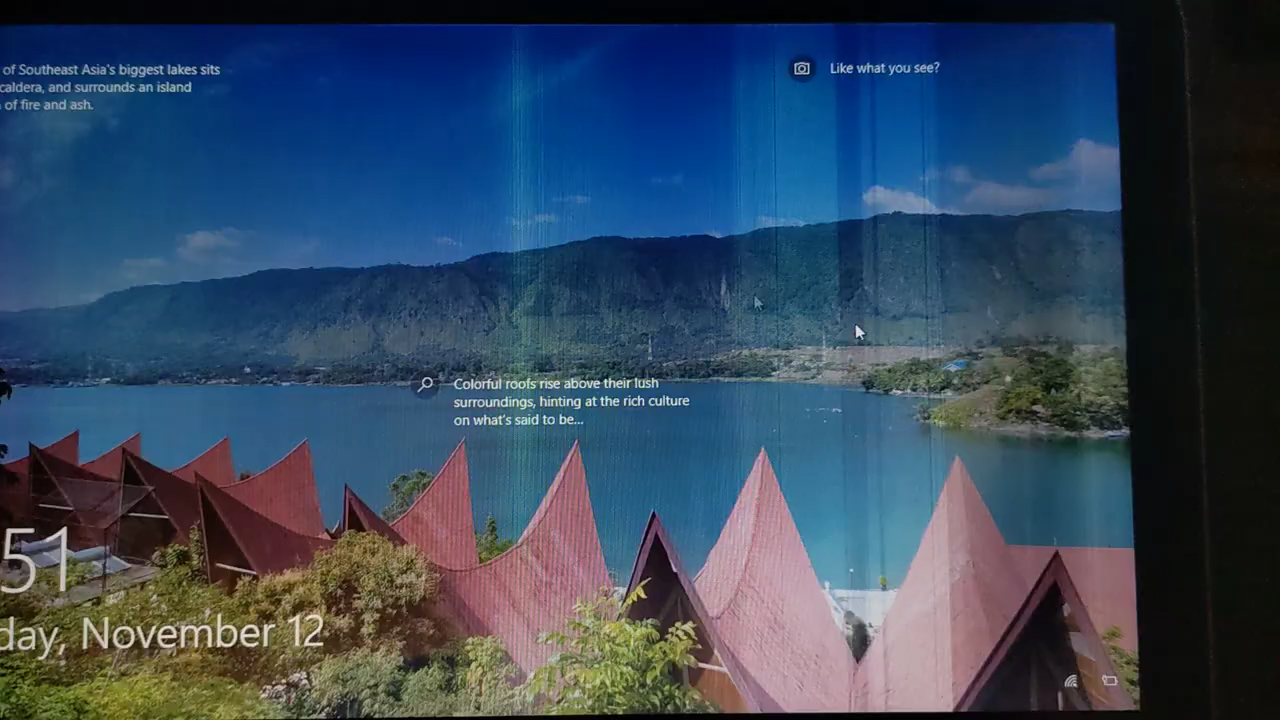 of Southeast Asia's biggest lakes sits
caldera, and surrounds an island
of fire and ash.
Like what you see?
Colorful roofs rise above their lush
surroundings, hinting at the rich culture
on what's said to be...
51
day, November 12